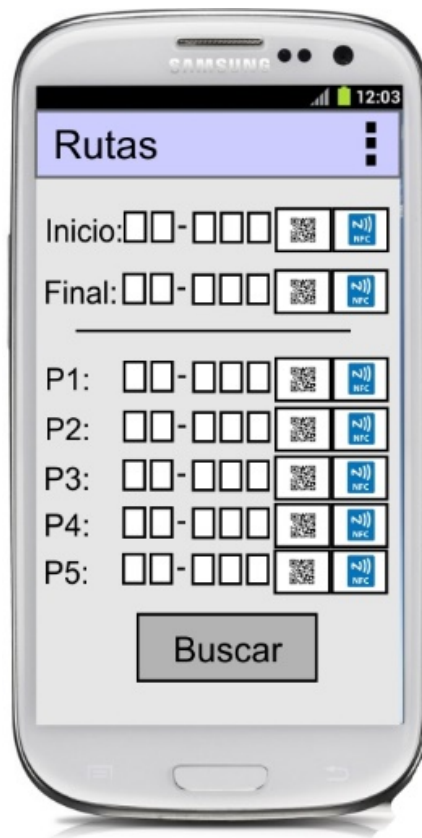 SAMSUNG
12:03
Rutas
Inicio: - NFC
Final: - NFC
P1: - NFC
P2: - NFC
P3: - NFC
P4: - NFC
P5: - NFC
Buscar